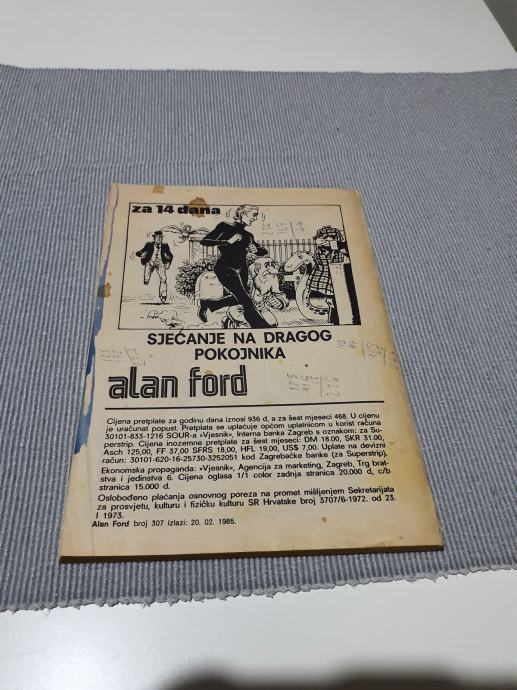 za 14 dana
SJEĆANJE NA DRAGOG
POKOJNIKA
alan ford
Cijena pretplate za godinu dana iznosi 936 d, a za šest mjeseci 468. U cijenu
je uračunat popust. Pretplata se uplaćuje općom uplatnicom u korist računa
30101-833-1216 SOUR-a »Vjesnik«, Interna banka Zagreb s oznakom: za Su-
perstrip. Cijena inozemne pretplate za šest mjeseci: DM 18,00, SKR 31,00,
Asch 125,00, FF 37,00 SFRS 18,00, HFL 19,00, US$ 7,00. Uplate na devizni
račun: 30101-620-16-25730-3252051 kod Zagrebačke banke (za Superstrip).
Ekonomska propaganda: »Vjesnik«, Agencija za marketing, Zagreb, Trg brat-
stva i jedinstva 6. Cijena oglasa 1/1 color zadnja stranica 20.000 d, c/b
stranica 15.000 d.
Oslobođeno plaćanja osnovnog poreza na promet mišljenjem Sekretarijata
za prosvjetu, kulturu i fizičku kulturu SR Hrvatske broj 3707/6-1972. od 23.
I 1973.
Alan Ford broj 307 izlazi: 20. 02. 1985.